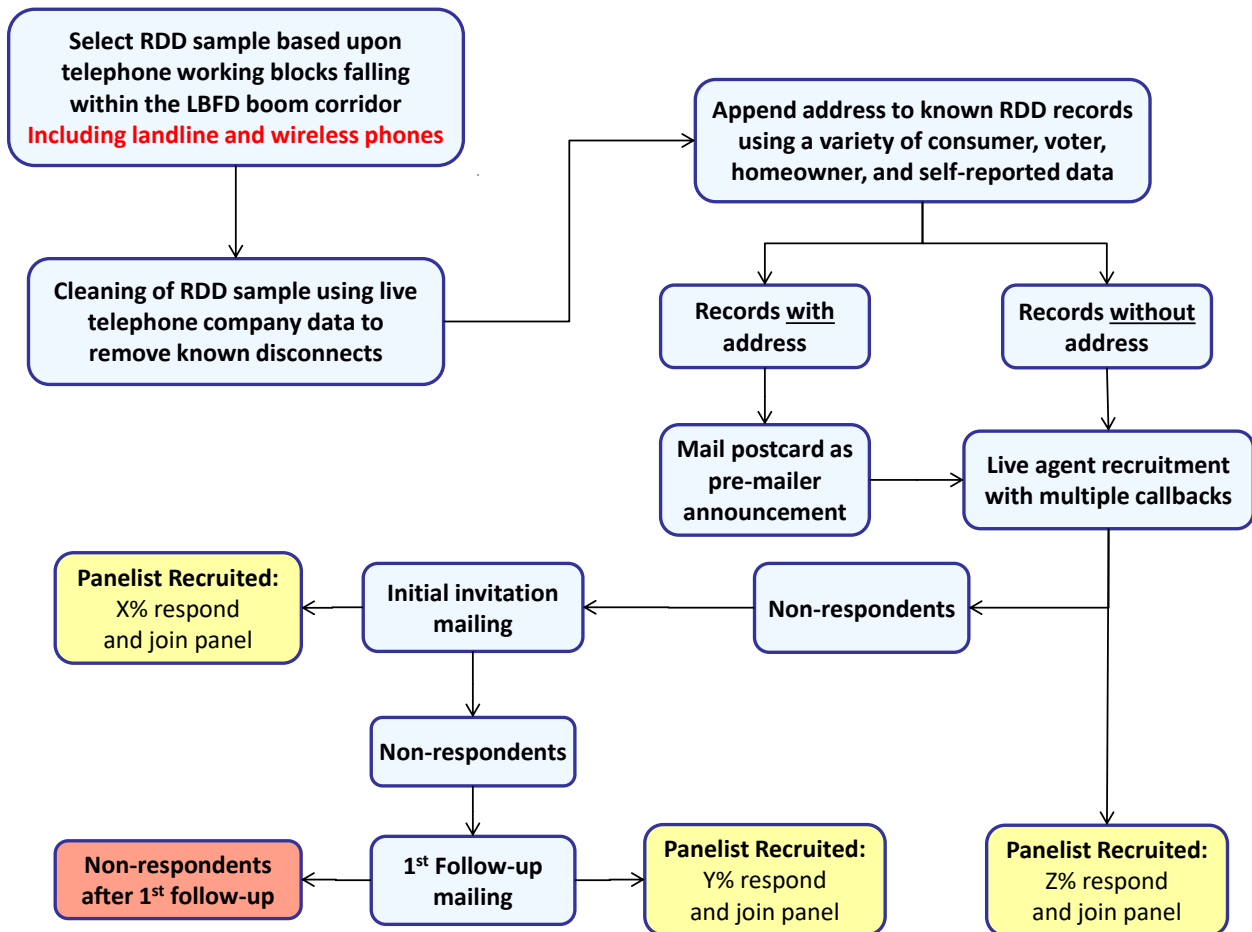 Select RDD sample based upon
telephone working blocks falling
within the LBFD boom corridor
Including landline and wireless phones
Append address to known RDD records
using a variety of consumer, voter,
homeowner, and self-reported data
Cleaning of RDD sample using live
telephone company data to
remove known disconnects
Records with
address
Records without
address
Mail postcard as
pre-mailer
announcement
Live agent recruitment
with multiple callbacks
Panelist Recruited:
X% respond
and join panel
Initial invitation
mailing
Non-respondents
Non-respondents
Non-respondents
after 1st follow-up
1st Follow-up
mailing
Panelist Recruited:
Y% respond
and join panel
Panelist Recruited:
Z% respond
and join panel